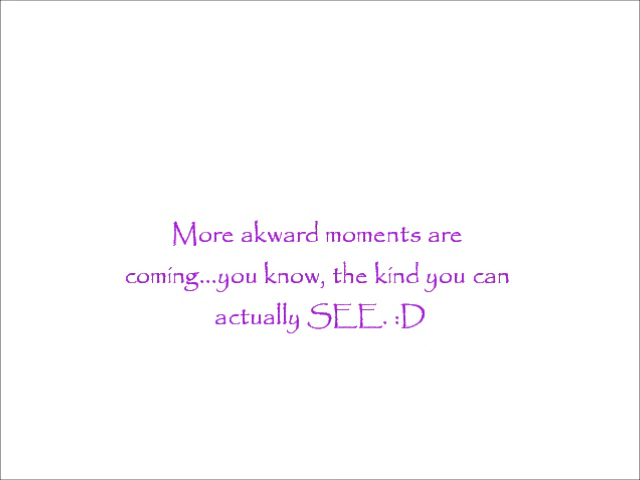 More akward moments are
coming...you know, the kind you can
actually SEE. :D